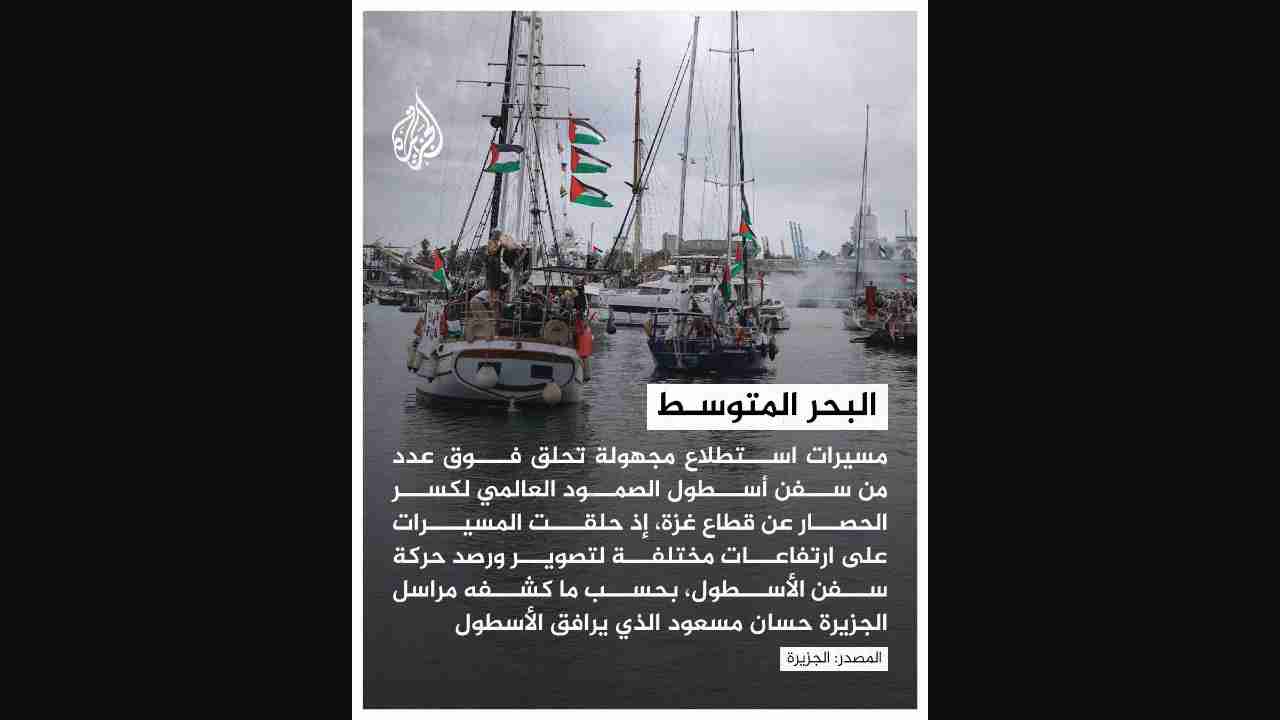 الجزيرة
البحر المتوسط
مسيرات استطلاع مجهولة تحلق فوق عدد
من سفن أسطول الصمود العالمي لكسر
الحصار عن قطاع غزة، إذ حلقت المسيرات
على ارتفاعات مختلفة لتصوير ورصد حركة
سفن الأسطول، بحسب ما كشفه مراسل
الجزيرة حسان مسعود الذي يرافق الأسطول
المصدر: الجزيرة